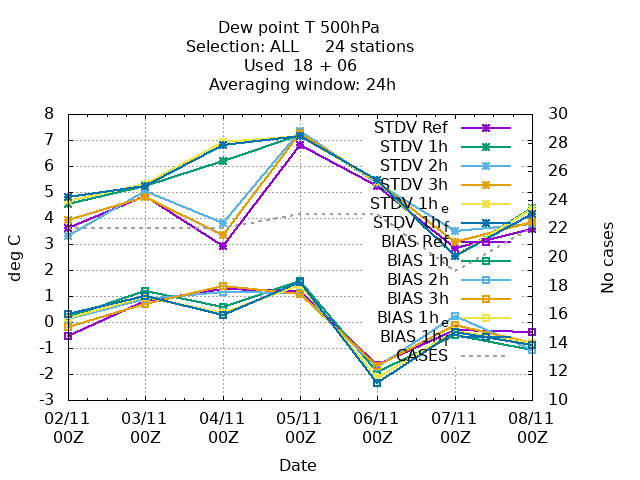 Dew point T 500hPa
Selection: ALL     24 stations
Used  18 + 06
Averaging window: 24h
8 30
7 28
6 26
5 24
4 22
3 20
2 18
1 16
0 14
-1 12
-2 10
-3
deg C
No cases
STDV Ref
STDV 1h
STDV 2h
STDV 3h
STDV 1h e
STDV 1h f
BIAS Ref
BIAS 1h
BIAS 2h
BIAS 3h
BIAS 1h e
BIAS 1h f
CASES
02/11 03/11 04/11 05/11 06/11 07/11 08/11
00Z 00Z 00Z 00Z 00Z 00Z 00Z
Date